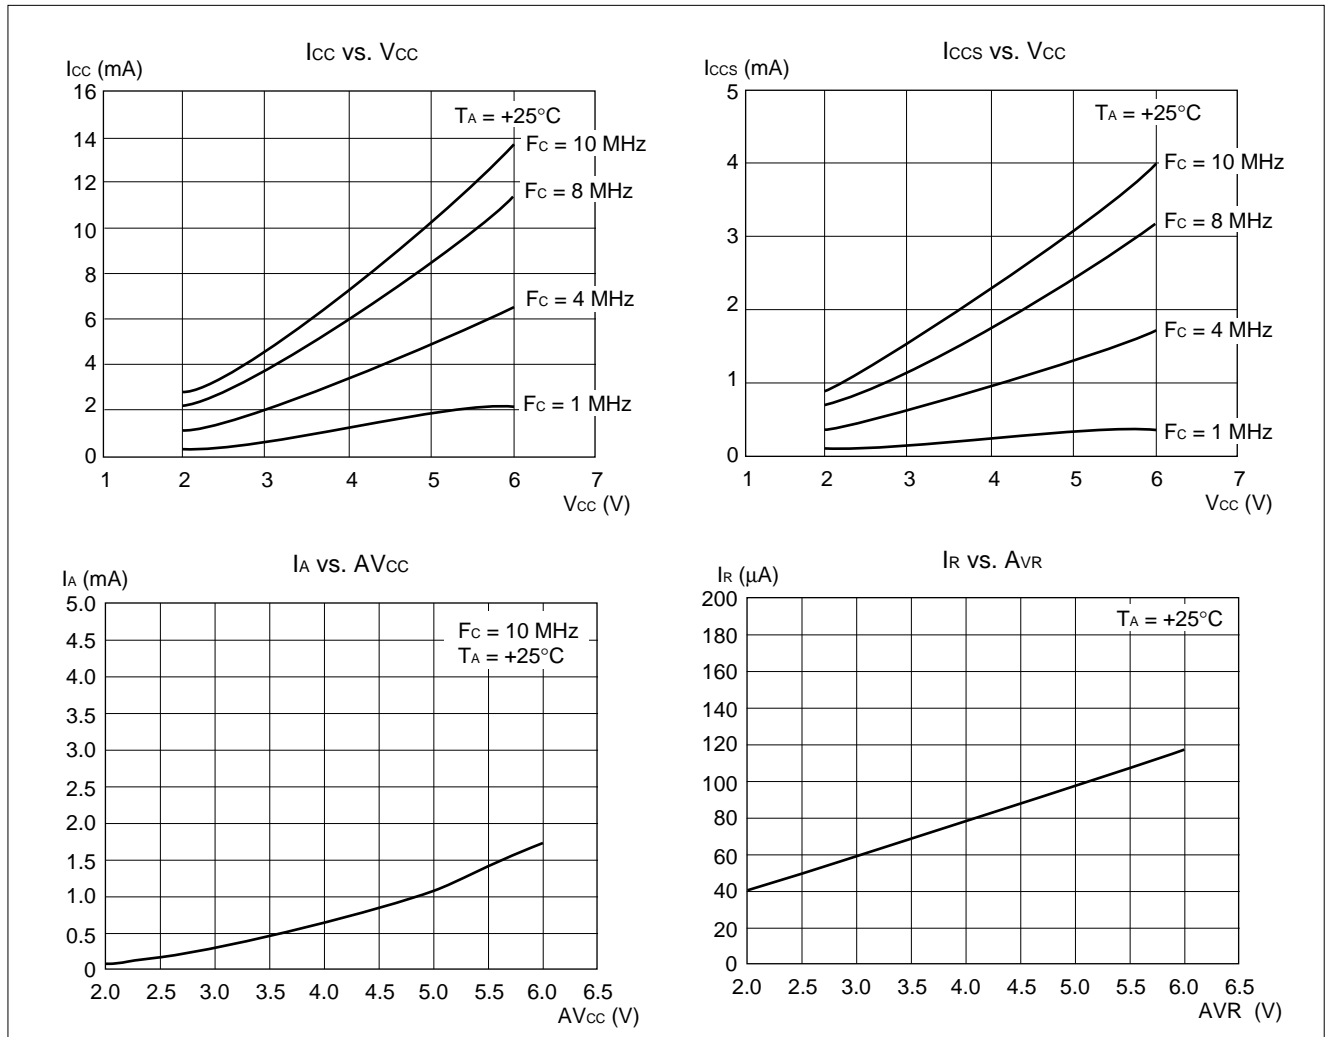 Icc vs. Vcc
Icc (mA)
16
14
12
10
8
6
4
2
0
TA = +25°C
Fc = 10 MHz
Fc = 8 MHz
Fc = 4 MHz
Fc = 1 MHz
1 2 3 4 5 6 7
Vcc (V)
Iccs vs. Vcc
Iccs (mA)
5
4
3
2
1
0
TA = +25°C
Fc = 10 MHz
Fc = 8 MHz
Fc = 4 MHz
Fc = 1 MHz
1 2 3 4 5 6 7
Vcc (V)
IA vs. AVcc
IA (mA)
5.0
4.5
4.0
3.5
3.0
2.5
2.0
1.5
1.0
0.5
0
Fc = 10 MHz
TA = +25°C
2.0 2.5 3.0 3.5 4.0 4.5 5.0 5.5 6.0 6.5
AVcc (V)
IR vs. AVR
IR (μA)
200
180
160
140
120
100
80
60
40
20
0
TA = +25°C
2.0 2.5 3.0 3.5 4.0 4.5 5.0 5.5 6.0 6.5
AVR (V)